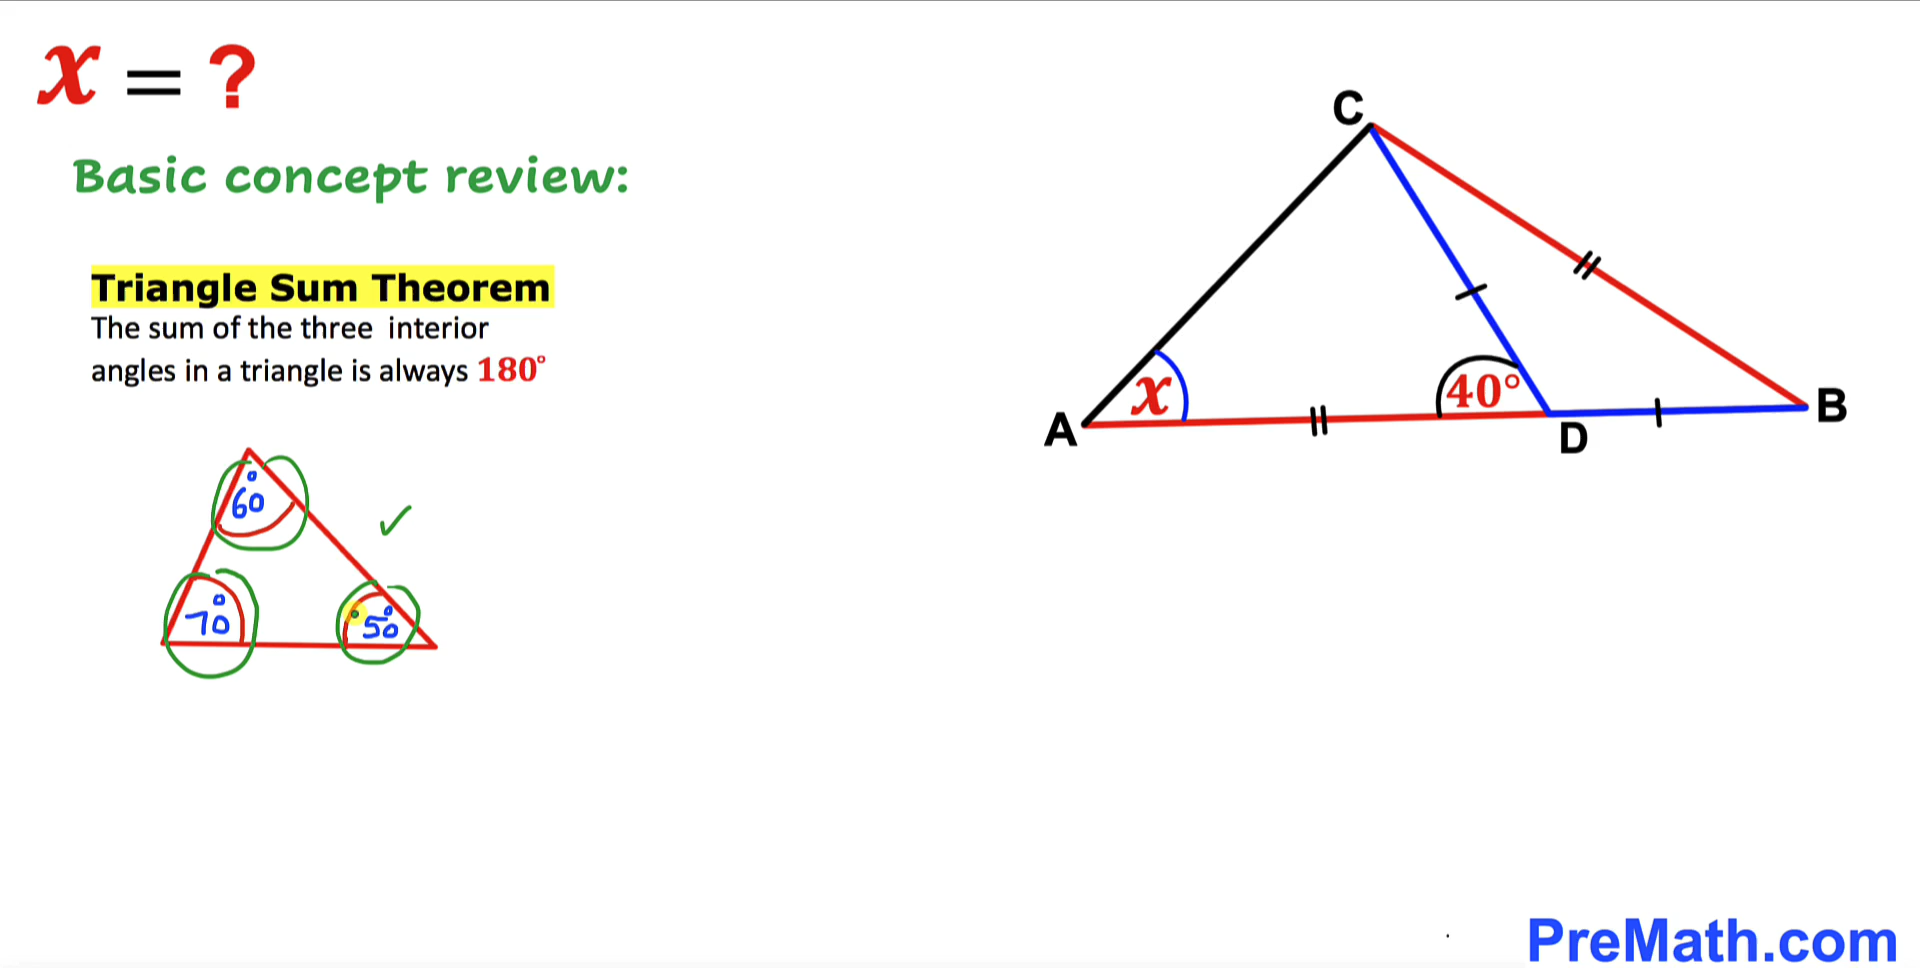 x = ?
Basic concept review:
Triangle Sum Theorem
The sum of the three interior
angles in a triangle is always 180°
60°
70°
50°
C
A
x
40°
D
B
PreMath.com